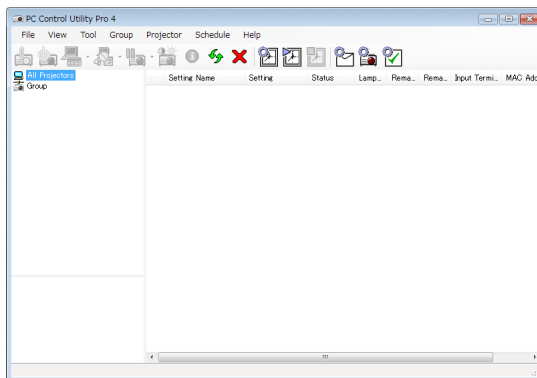 PC Control Utility Pro 4
File View Tool Group Projector Schedule Help
All Projectors
Group
Setting Name Setting Status Lamp... Rema... Rema... Input Termi... MAC Add